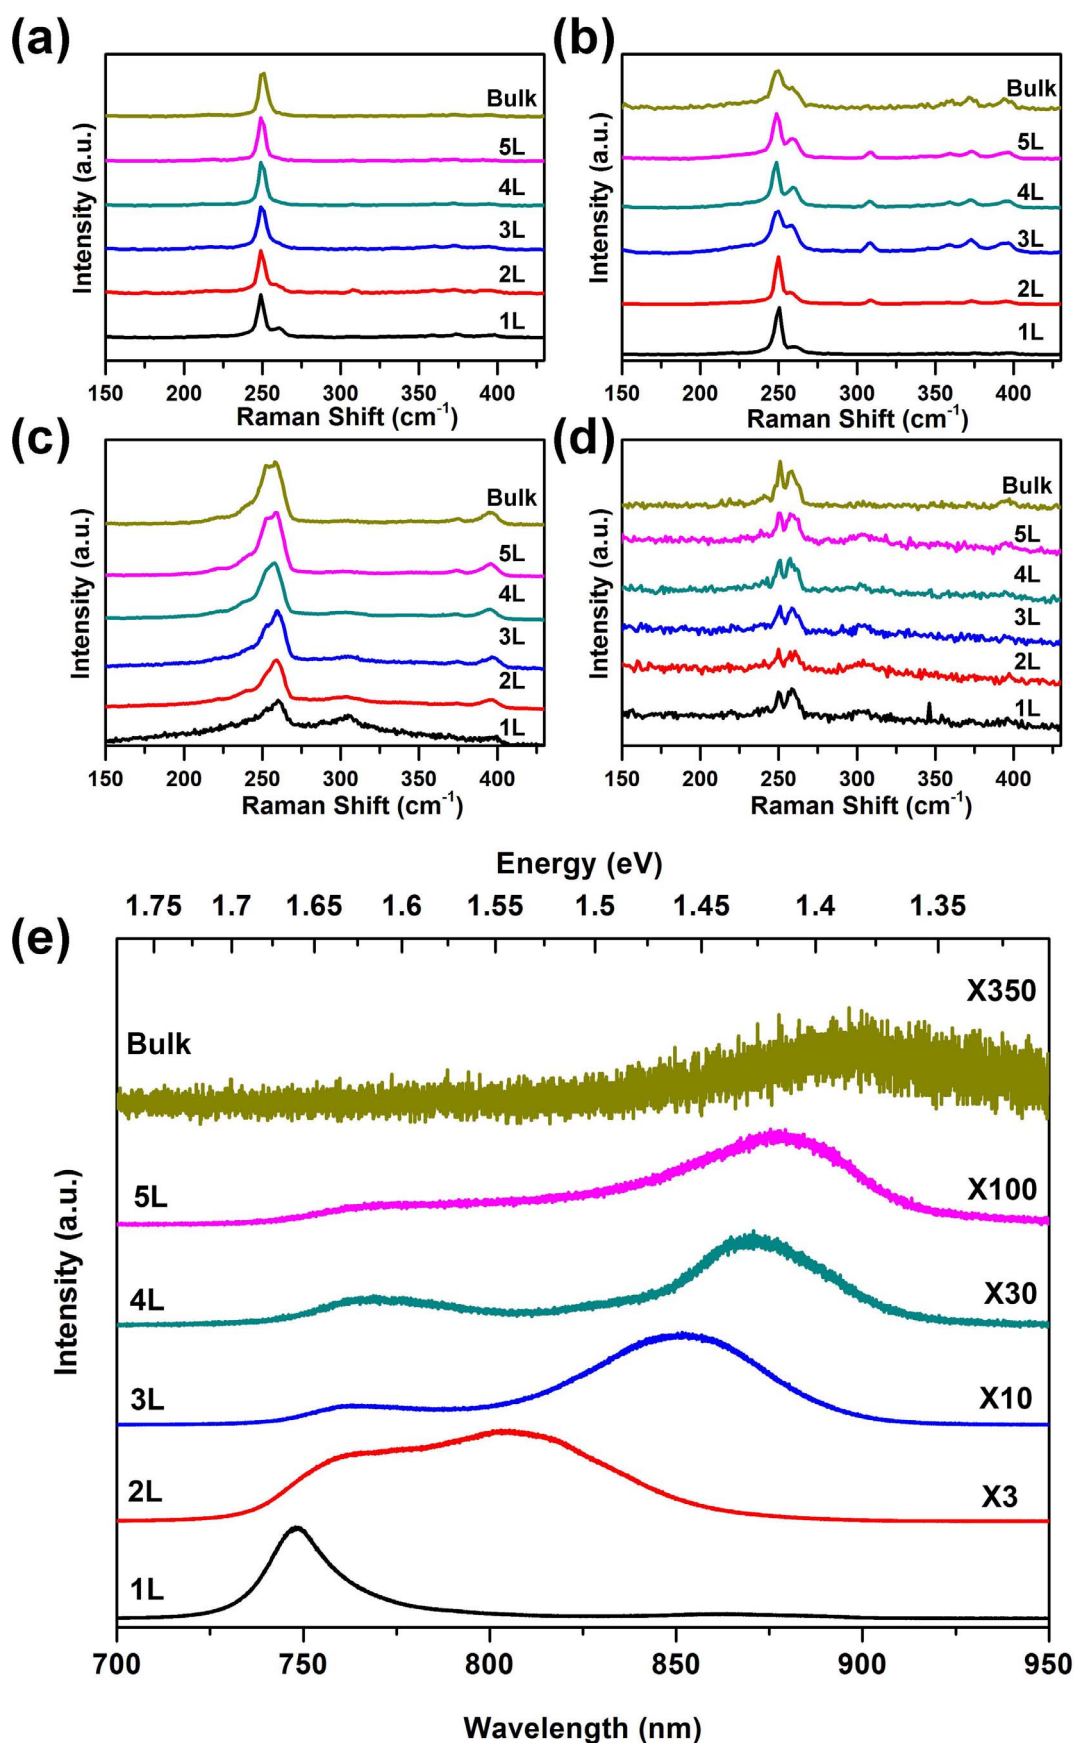 (a)
Intensity (a.u.)
Bulk
5L
4L
3L
2L
1L
150 200 250 300 350 400
Raman Shift (cm⁻¹)
(b)
Intensity (a.u.)
Bulk
5L
4L
3L
2L
1L
150 200 250 300 350 400
Raman Shift (cm⁻¹)
(c)
Intensity (a.u.)
Bulk
5L
4L
3L
2L
1L
150 200 250 300 350 400
Raman Shift (cm⁻¹)
(d)
Intensity (a.u.)
Bulk
5L
4L
3L
2L
1L
150 200 250 300 350 400
Raman Shift (cm⁻¹)
(e)
Energy (eV)
1.75 1.7 1.65 1.6 1.55 1.5 1.45 1.4 1.35
Intensity (a.u.)
Bulk X350
5L X100
4L X30
3L X10
2L X3
1L
700 750 800 850 900 950
Wavelength (nm)